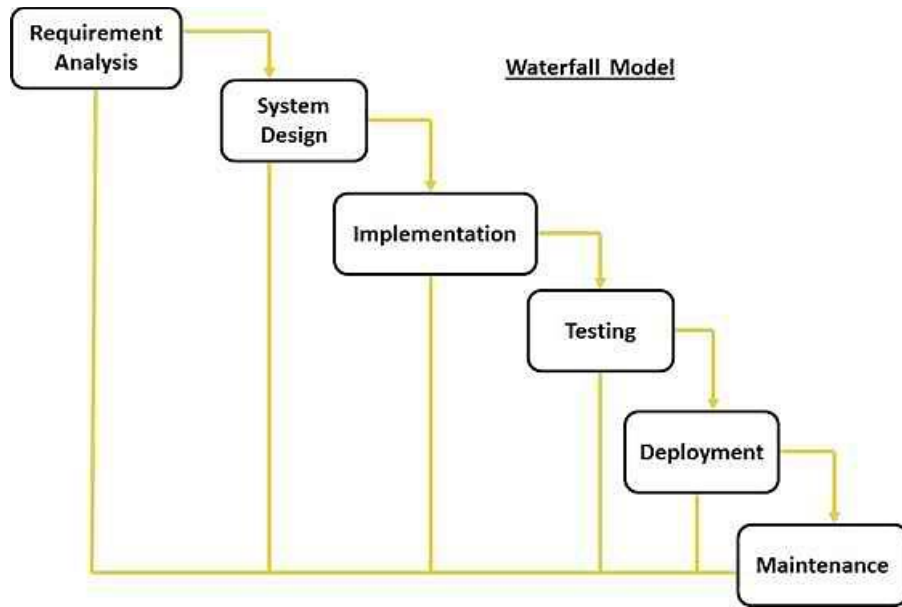 Requirement
Analysis
Waterfall Model
System
Design
Implementation
Testing
Deployment
Maintenance